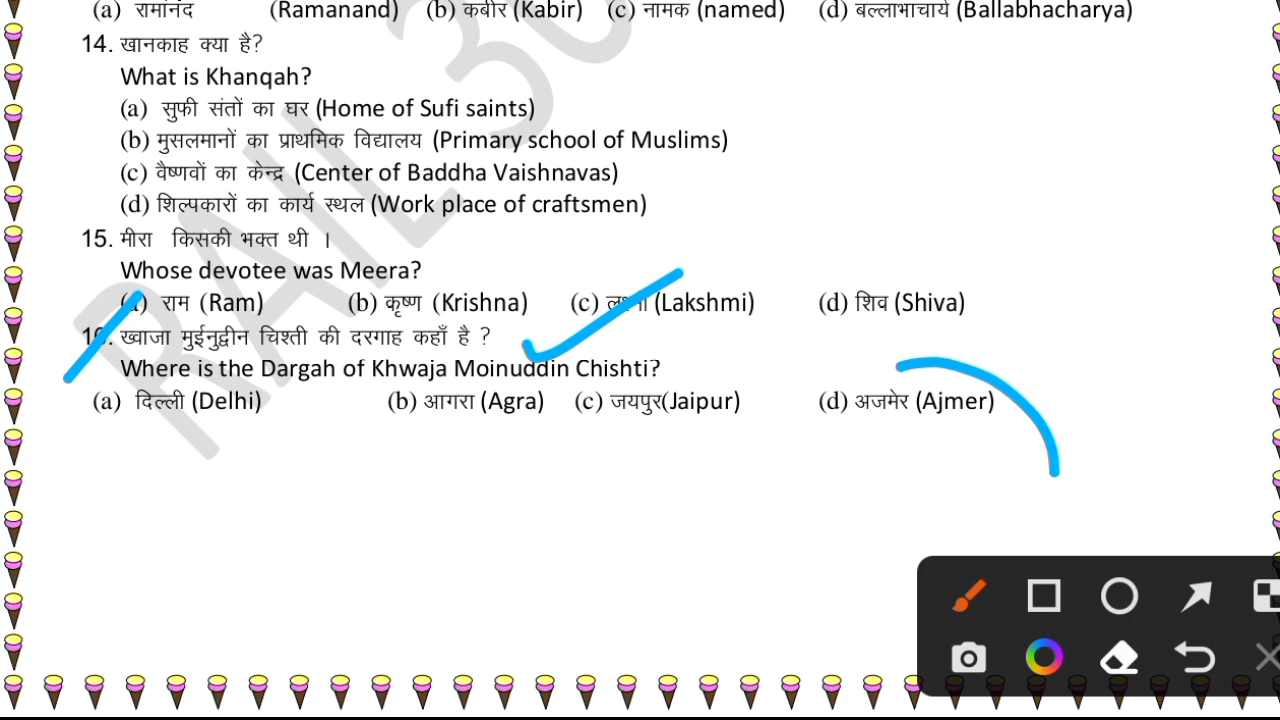 (a) रामानंद (Ramanand) (b) कबीर (Kabir) (c) नामक (named) (d) बल्लाभाचार्य (Ballabhacharya)
14. खानकाह क्या है?
What is Khanqah?
(a) सुफी संतों का घर (Home of Sufi saints)
(b) मुसलमानों का प्राथमिक विद्यालय (Primary school of Muslims)
(c) वैष्णवों का केन्द्र (Center of Baddha Vaishnavas)
(d) शिल्पकारों का कार्य स्थल (Work place of craftsmen)
15. मीरा किसकी भक्त थी ।
Whose devotee was Meera?
(a) राम (Ram) (b) कृष्ण (Krishna) (c) (Lakshmi) (d) शिव (Shiva)
16. ख्वाजा मुईनुद्वीन चिश्ती की दरगाह कहाँ है ?
Where is the Dargah of Khwaja Moinuddin Chishti?
(a) दिल्ली (Delhi) (b) आगरा (Agra) (c) जयपुर(Jaipur) (d) अजमेर (Ajmer)
RAIL